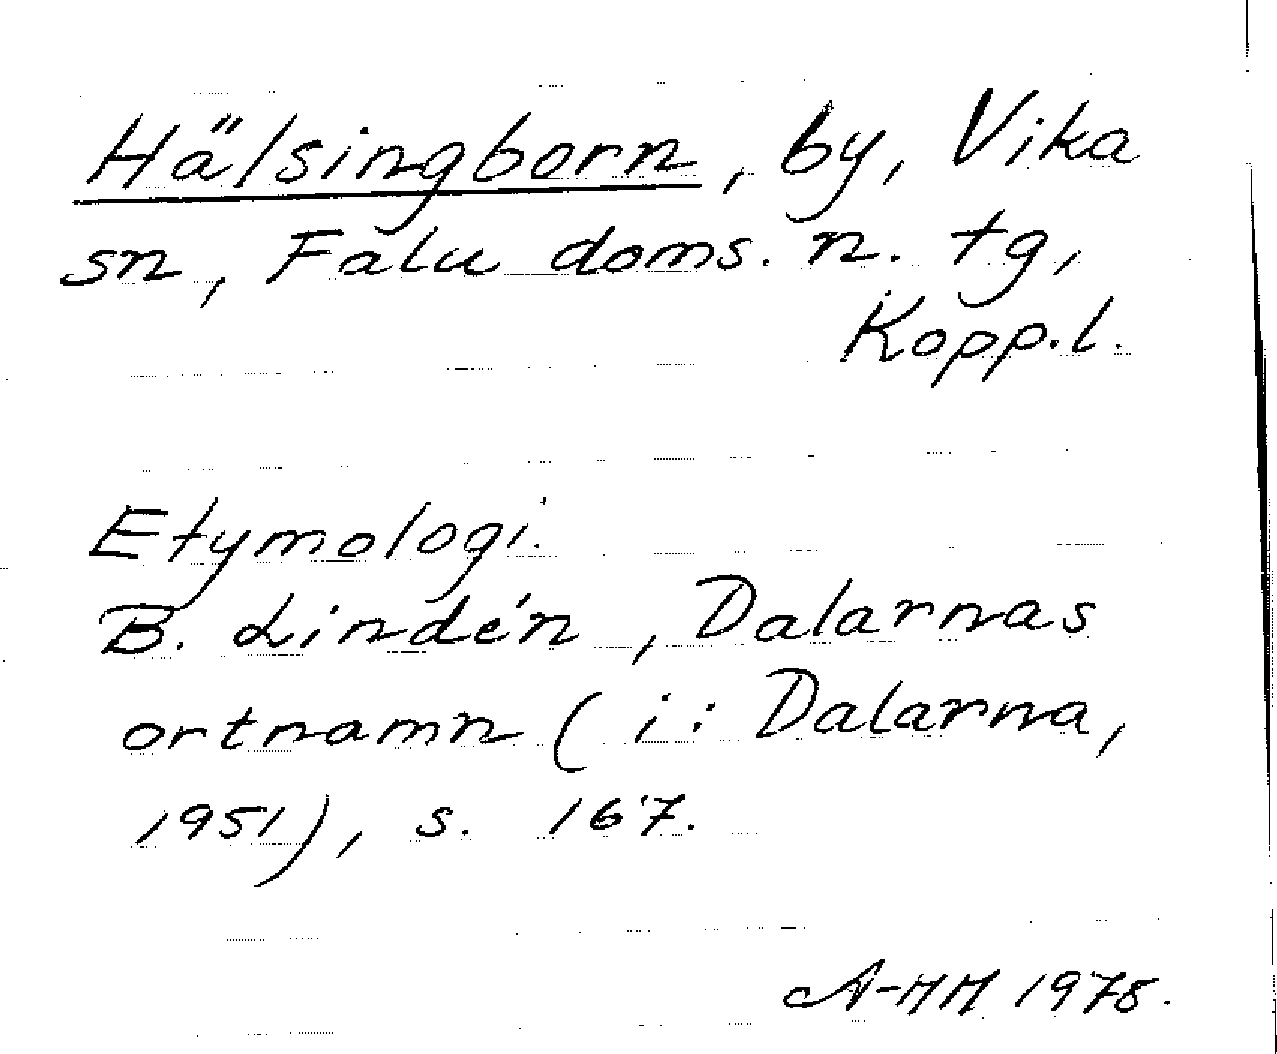 Hälsingborn, by, Vika
sn, Falu doms. n. tg,
Kopp.l.
Etymologi.
B. Lindén, Dalarnas
ortnamn (i: Dalarna,
1951), s. 167.
A-MM 1978.